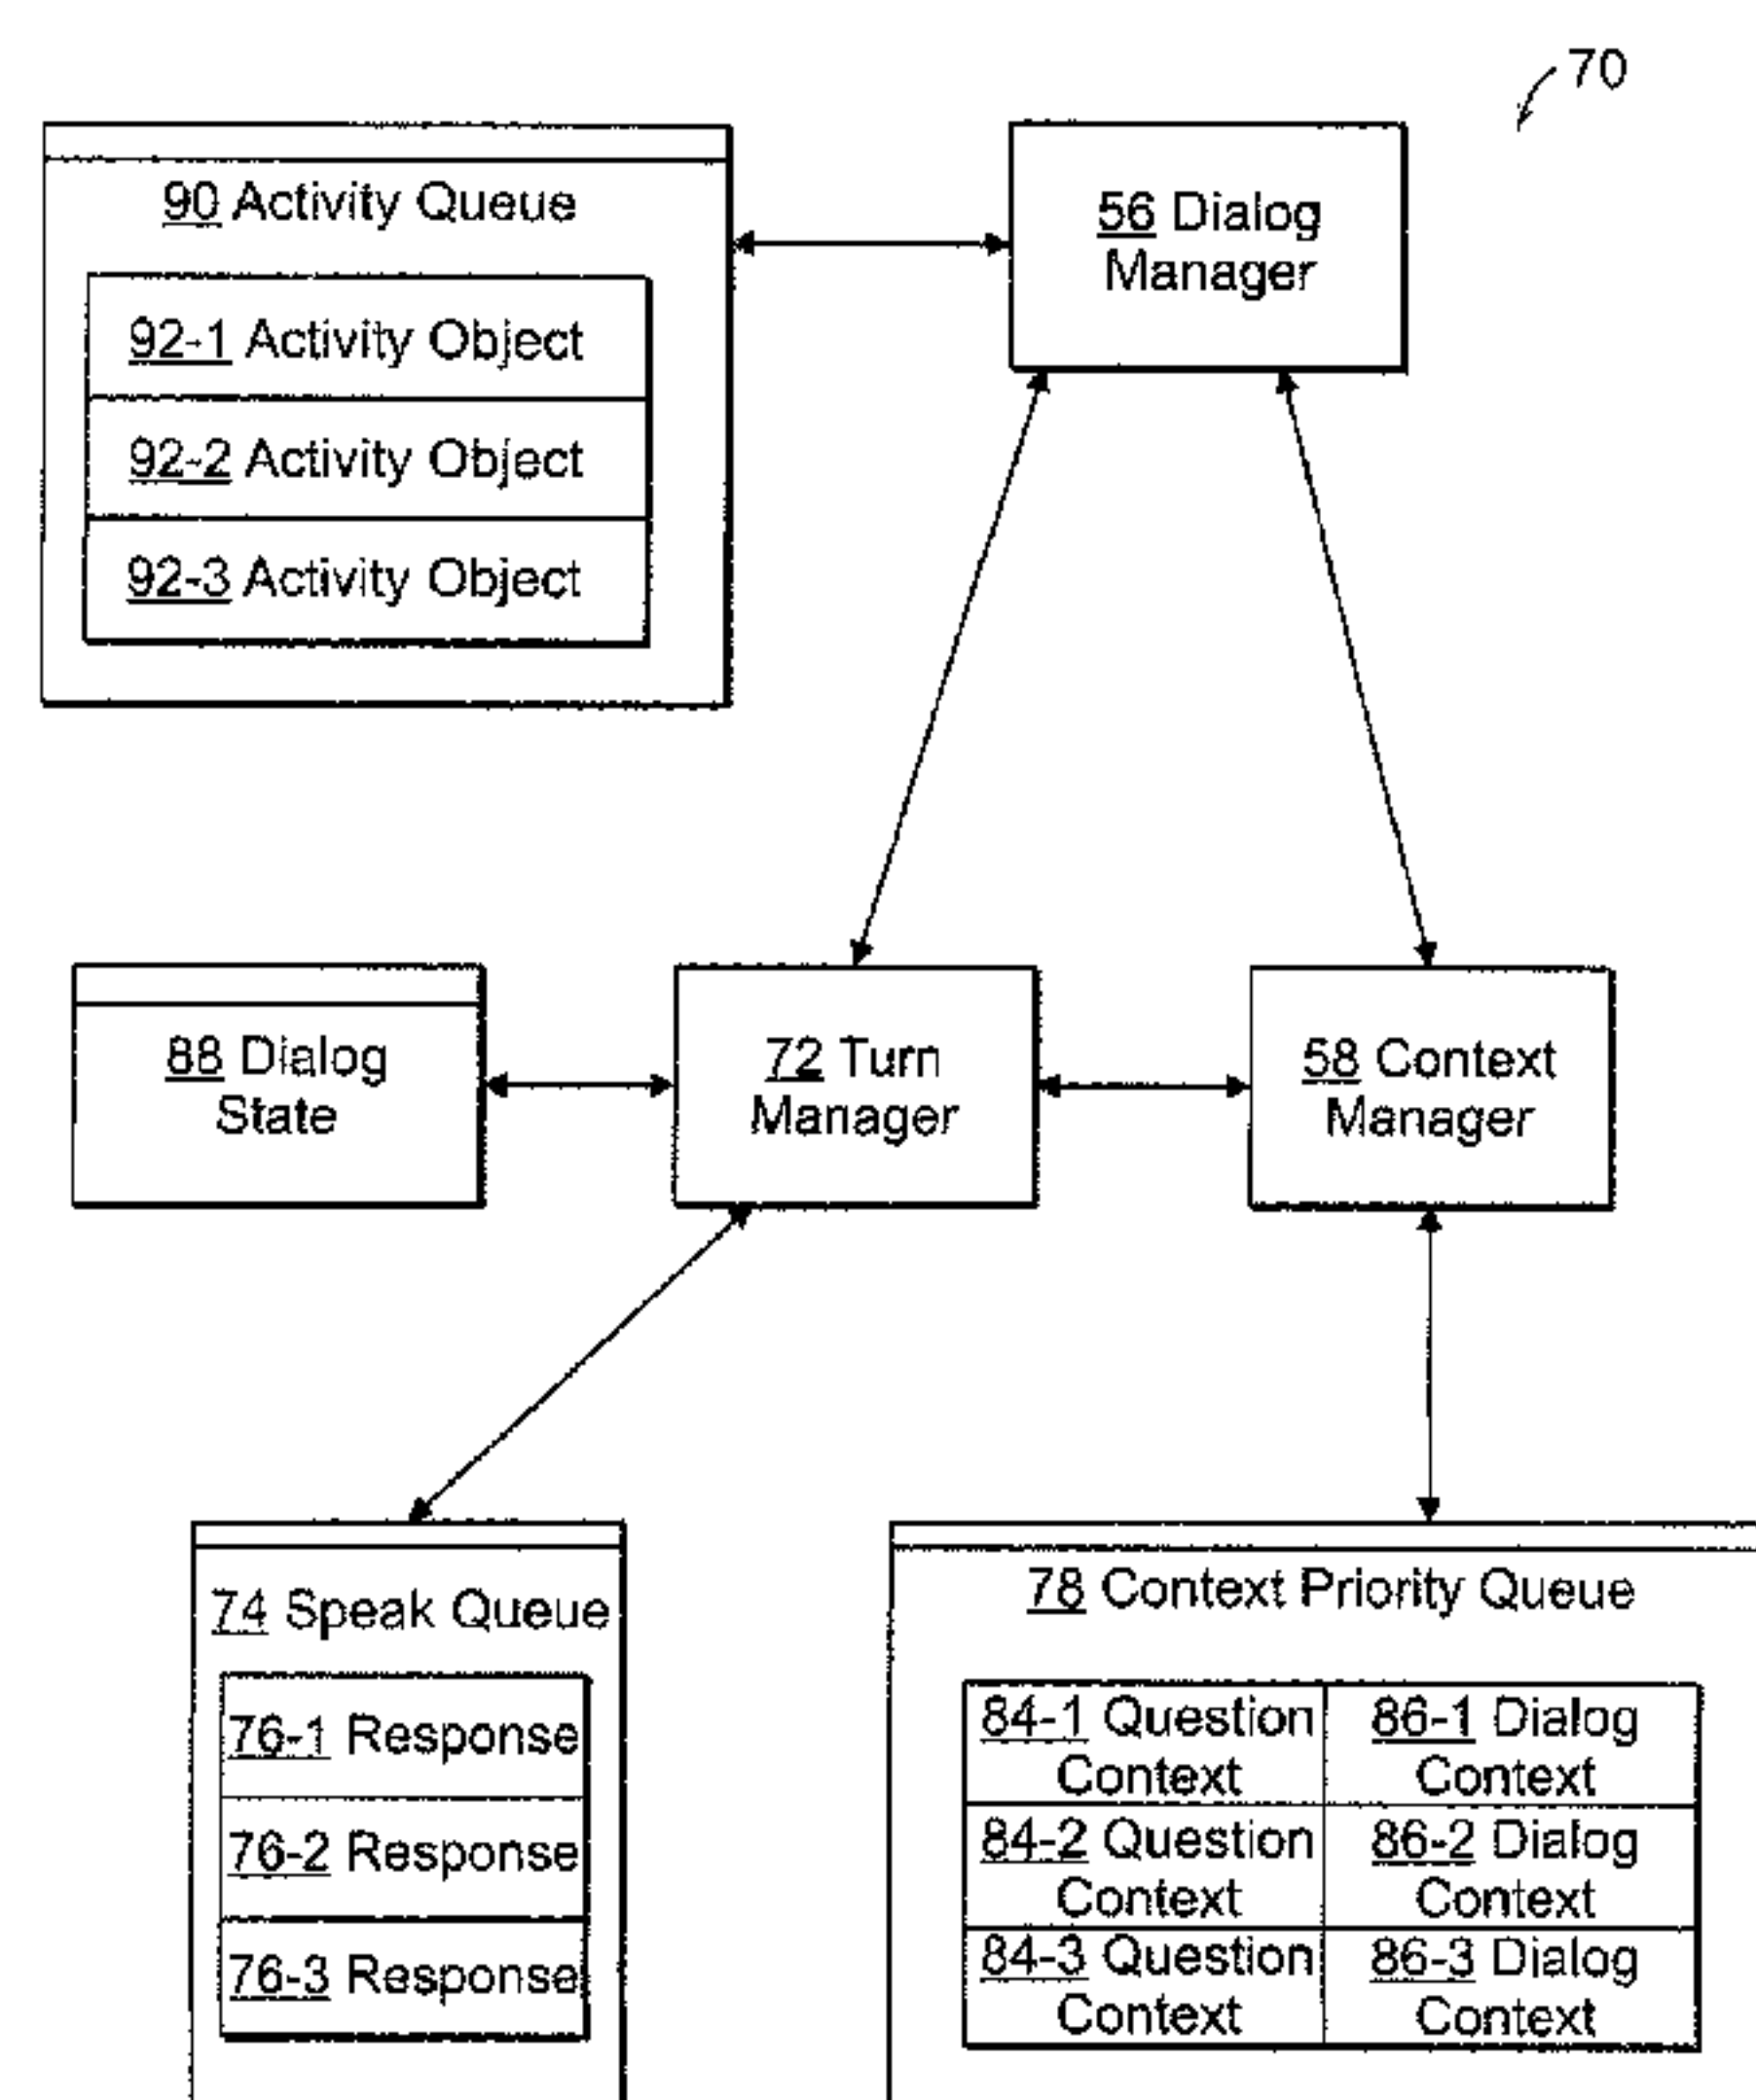 70
90 Activity Queue
92-1 Activity Object
92-2 Activity Object
92-3 Activity Object
56 Dialog
Manager
88 Dialog
State
72 Turn
Manager
58 Context
Manager
74 Speak Queue
76-1 Response
76-2 Response
76-3 Response
78 Context Priority Queue
84-1 Question
Context
86-1 Dialog
Context
84-2 Question
Context
86-2 Dialog
Context
84-3 Question
Context
86-3 Dialog
Context